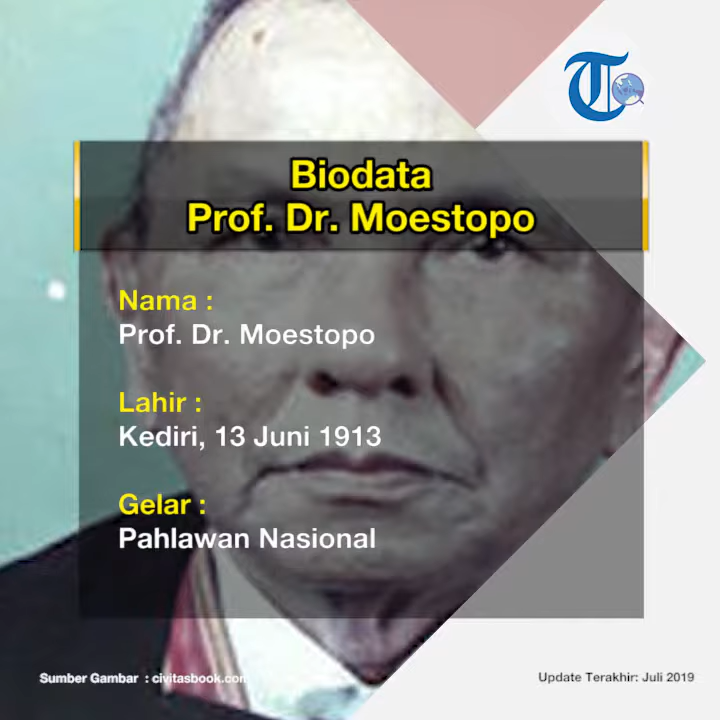 Biodata
Prof. Dr. Moestopo
Nama :
Prof. Dr. Moestopo
Lahir :
Kediri, 13 Juni 1913
Gelar :
Pahlawan Nasional
Sumber Gambar : civitasbook.com
Update Terakhir: Juli 2019